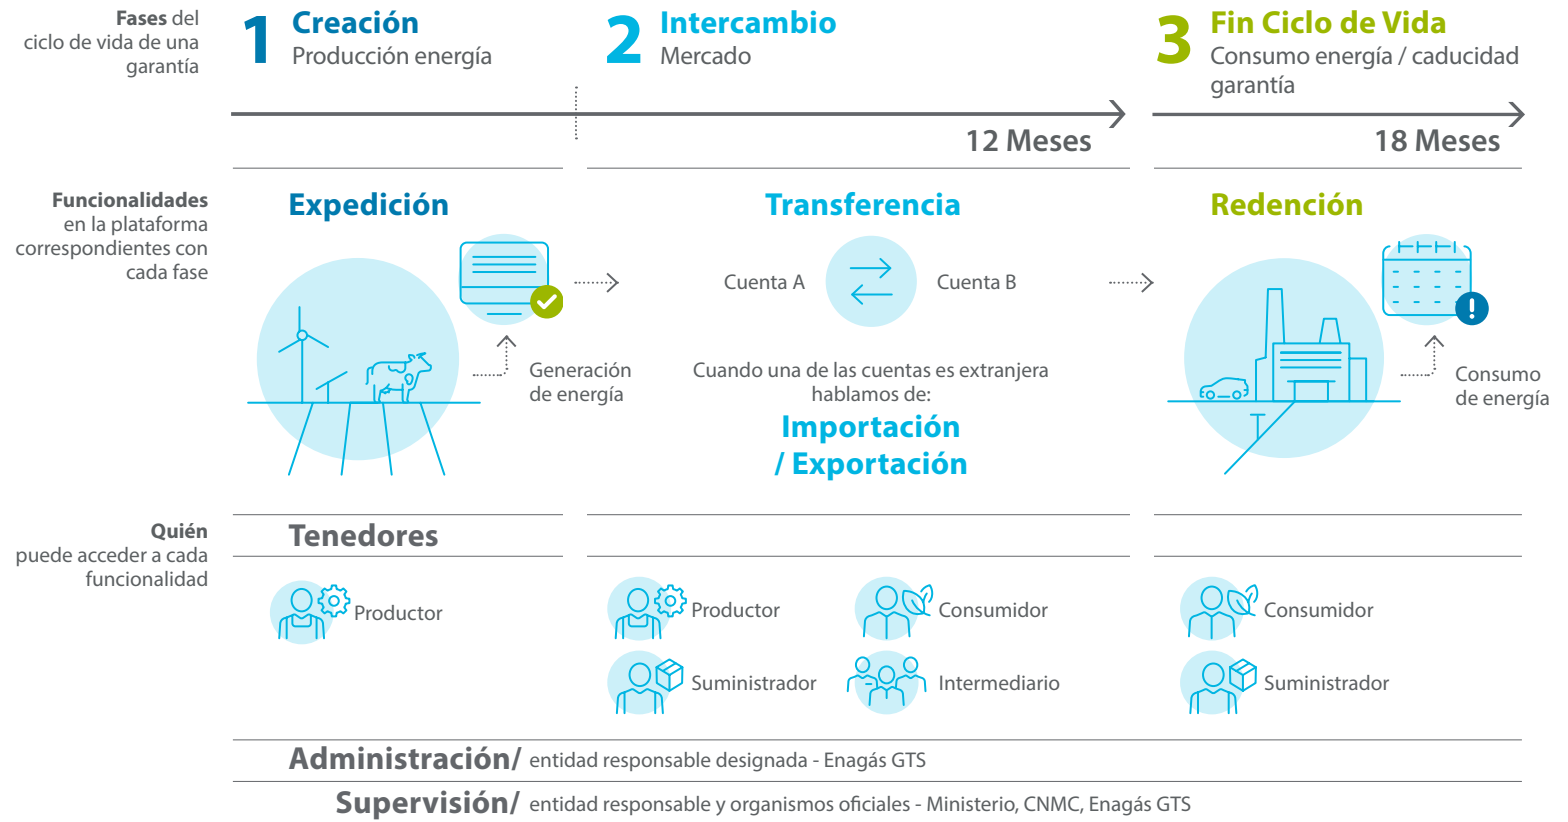 Fases del
ciclo de vida de una
garantía
1 Creación
Producción energía
2 Intercambio
Mercado
3 Fin Ciclo de Vida
Consumo energía / caducidad
garantía
12 Meses
18 Meses
Funcionalidades
en la plataforma
correspondientes con
cada fase
Expedición
Generación
de energía
Transferencia
Cuenta A
Cuenta B
Cuando una de las cuentas es extranjera
hablamos de:
Importación
/ Exportación
Redención
!
Consumo
de energía
Quién
puede acceder a cada
funcionalidad
Tenedores
Productor
Productor
Consumidor
Suministrador
Intermediario
Consumidor
Suministrador
Administración/ entidad responsable designada - Enagás GTS
Supervisión/ entidad responsable y organismos oficiales - Ministerio, CNMC, Enagás GTS